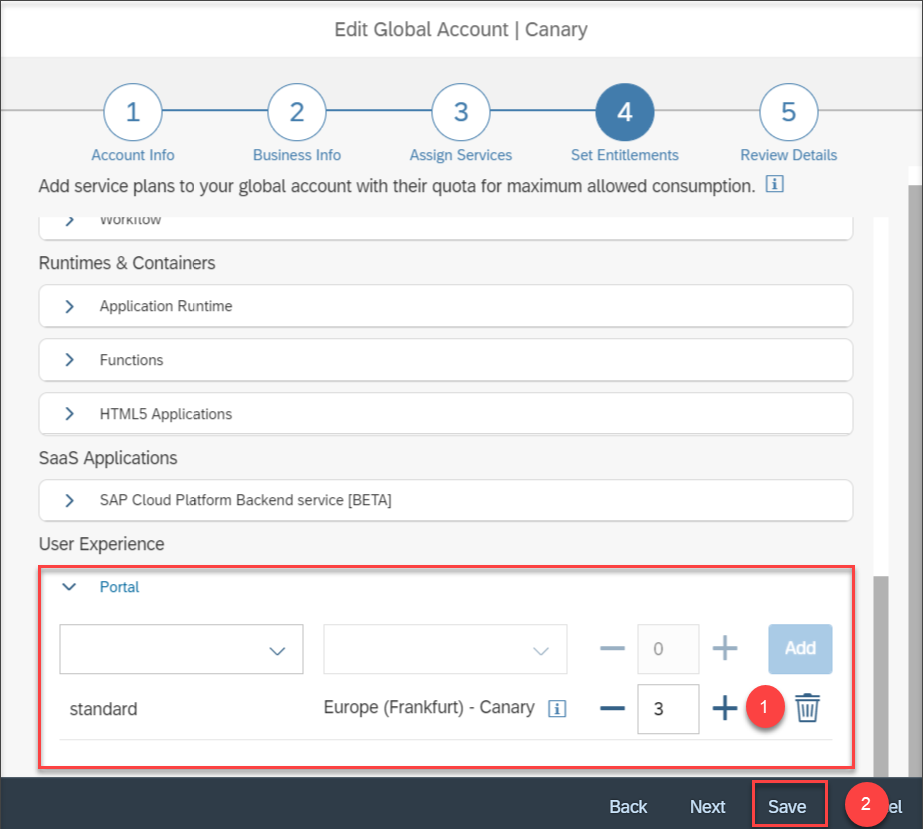 Edit Global Account | Canary
1 2 3 4 5
Account Info Business Info Assign Services Set Entitlements Review Details
Add service plans to your global account with their quota for maximum allowed consumption. i
Workflow
Runtimes & Containers
Application Runtime
Functions
HTML5 Applications
SaaS Applications
SAP Cloud Platform Backend service [BETA]
User Experience
Portal
0 Add
standard Europe (Frankfurt) - Canary i 3 1
Back Next Save 2 el